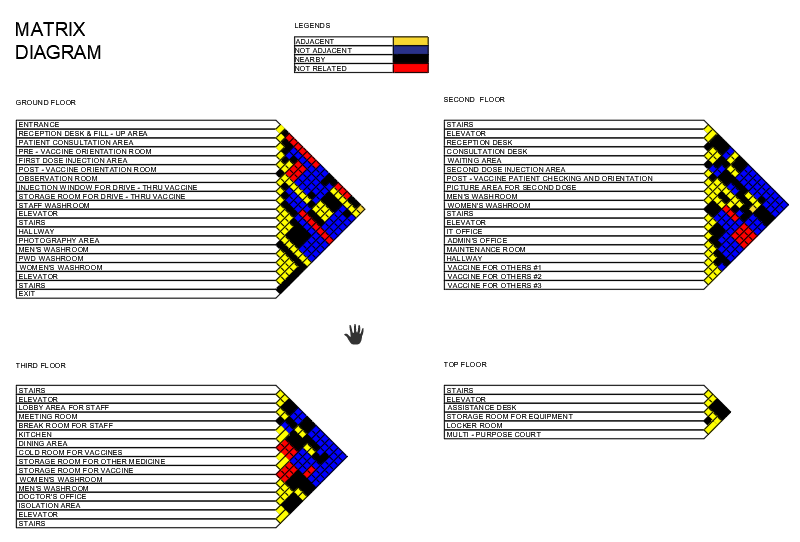 MATRIX
DIAGRAM
LEGENDS
ADJACENT
NOT ADJACENT
NEARBY
NOT RELATED
GROUND FLOOR
ENTRANCE
RECEPTION DESK & FILL - UP AREA
PATIENT CONSULTATION AREA
PRE - VACCINE ORIENTATION ROOM
FIRST DOSE INJECTION AREA
POST - VACCINE ORIENTATION ROOM
OBSERVATION ROOM
INJECTION WINDOW FOR DRIVE - THRU VACCINE
STORAGE ROOM FOR DRIVE - THRU VACCINE
STAFF WASHROOM
ELEVATOR
STAIRS
HALLWAY
PHOTOGRAPHY AREA
MEN'S WASHROOM
PWD WASHROOM
WOMEN'S WASHROOM
ELEVATOR
STAIRS
EXIT
SECOND FLOOR
STAIRS
ELEVATOR
RECEPTION DESK
CONSULTATION DESK
WAITING AREA
SECOND DOSE INJECTION AREA
POST - VACCINE PATIENT CHECKING AND ORIENTATION
PICTURE AREA FOR SECOND DOSE
MEN'S WASHROOM
WOMEN'S WASHROOM
STAIRS
ELEVATOR
IT OFFICE
ADMIN'S OFFICE
MAINTENANCE ROOM
HALLWAY
VACCINE FOR OTHERS #1
VACCINE FOR OTHERS #2
VACCINE FOR OTHERS #3
THIRD FLOOR
STAIRS
ELEVATOR
LOBBY AREA FOR STAFF
MEETING ROOM
BREAK ROOM FOR STAFF
KITCHEN
DINING AREA
COLD ROOM FOR VACCINES
STORAGE ROOM FOR OTHER MEDICINE
STORAGE ROOM FOR VACCINE
WOMEN'S WASHROOM
MEN'S WASHROOM
DOCTOR'S OFFICE
ISOLATION AREA
ELEVATOR
STAIRS
TOP FLOOR
STAIRS
ELEVATOR
ASSISTANCE DESK
STORAGE ROOM FOR EQUIPMENT
LOCKER ROOM
MULTI - PURPOSE COURT